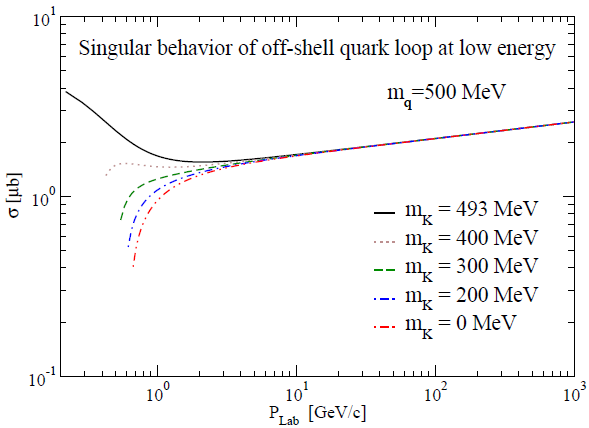 Singular behavior of off-shell quark loop at low energy
m_q=500 MeV
σ [μb]
10^1
10^0
10^-1
m_K = 493 MeV
m_K = 400 MeV
m_K = 300 MeV
m_K = 200 MeV
m_K = 0 MeV
10^0 10^1 10^2 10^3
P_Lab [GeV/c]